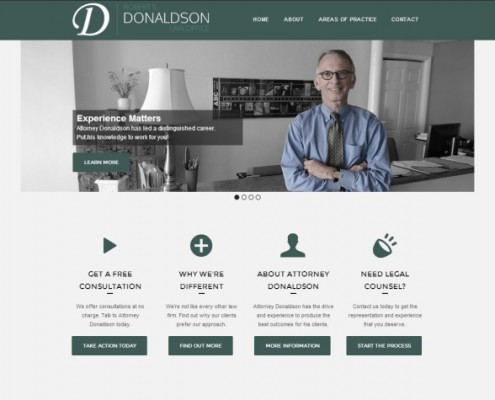 D
ROBERT E.
DONALDSON
LAW OFFICE
HOME ABOUT AREAS OF PRACTICE CONTACT
Experience Matters
Attorney Donaldson has led a distinguished career.
Put his knowledge to work for you!
LEARN MORE
GET A FREE
CONSULTATION
We offer consultations at no
charge. Talk to Attorney
Donaldson today.
TAKE ACTION TODAY
WHY WE'RE
DIFFERENT
We're not like every other law
firm. Find out why our clients
prefer our approach.
FIND OUT MORE
ABOUT ATTORNEY
DONALDSON
Attorney Donaldson has the drive
and experience to produce the
best outcomes for his clients.
MORE INFORMATION
NEED LEGAL
COUNSEL?
Contact us today to get the
representation and experience
that you deserve.
START THE PROCESS